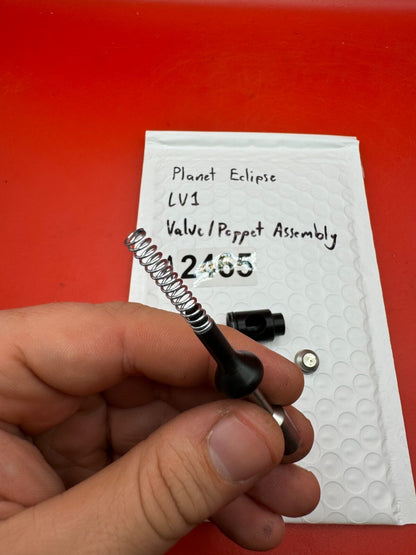 Planet Eclipse
LV1
Valve/Poppet Assembly
A2465